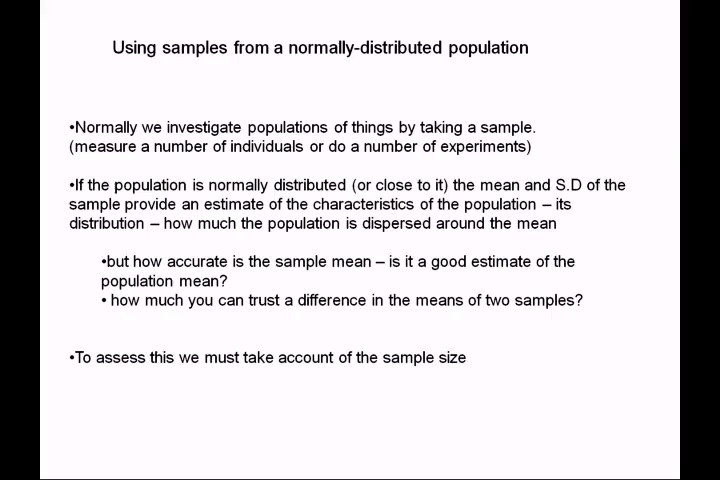 Using samples from a normally-distributed population
•Normally we investigate populations of things by taking a sample.
(measure a number of individuals or do a number of experiments)
•If the population is normally distributed (or close to it) the mean and S.D of the
sample provide an estimate of the characteristics of the population – its
distribution – how much the population is dispersed around the mean
•but how accurate is the sample mean – is it a good estimate of the
population mean?
• how much you can trust a difference in the means of two samples?
•To assess this we must take account of the sample size